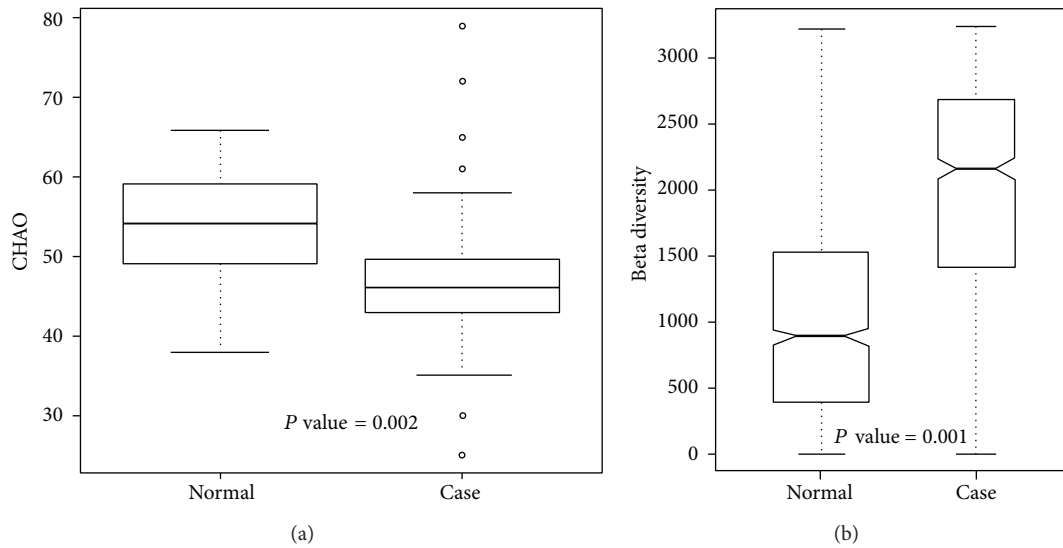 CHAO
80
70
60
50
40
30
P value = 0.002
Normal
Case
(a)
Beta diversity
3000
2500
2000
1500
1000
500
0
P value = 0.001
Normal
Case
(b)